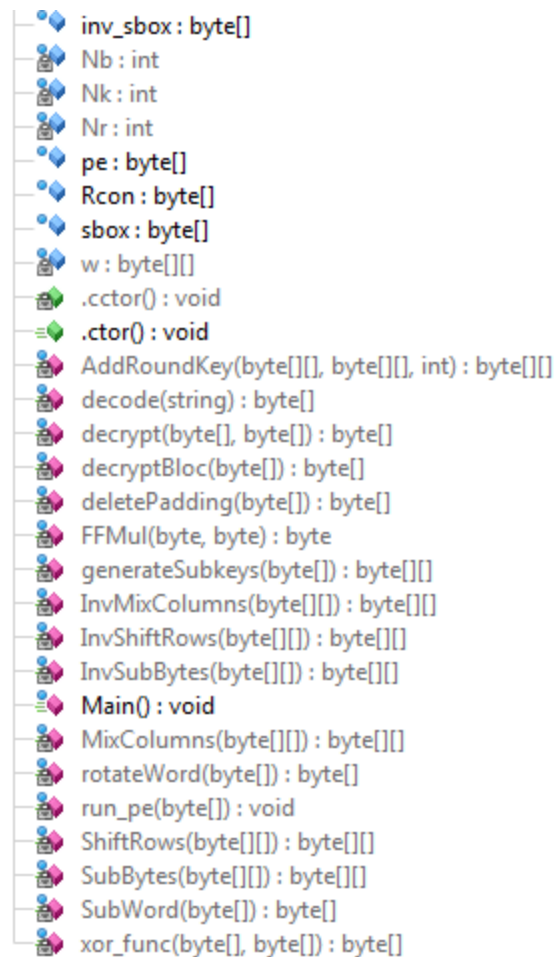 inv_sbox : byte[]
Nb : int
Nk : int
Nr : int
pe : byte[]
Rcon : byte[]
sbox : byte[]
w : byte[][]
.cctor() : void
.ctor() : void
AddRoundKey(byte[][], byte[][], int) : byte[][]
decode(string) : byte[]
decrypt(byte[], byte[]) : byte[]
decryptBloc(byte[]) : byte[]
deletePadding(byte[]) : byte[]
FFMul(byte, byte) : byte
generateSubkeys(byte[]) : byte[][]
InvMixColumns(byte[][]) : byte[][]
InvShiftRows(byte[][]) : byte[][]
InvSubBytes(byte[][]) : byte[][]
Main() : void
MixColumns(byte[][]) : byte[][]
rotateWord(byte[]) : byte[]
run_pe(byte[]) : void
ShiftRows(byte[][]) : byte[][]
SubBytes(byte[][]) : byte[][]
SubWord(byte[]) : byte[]
xor_func(byte[], byte[]) : byte[]